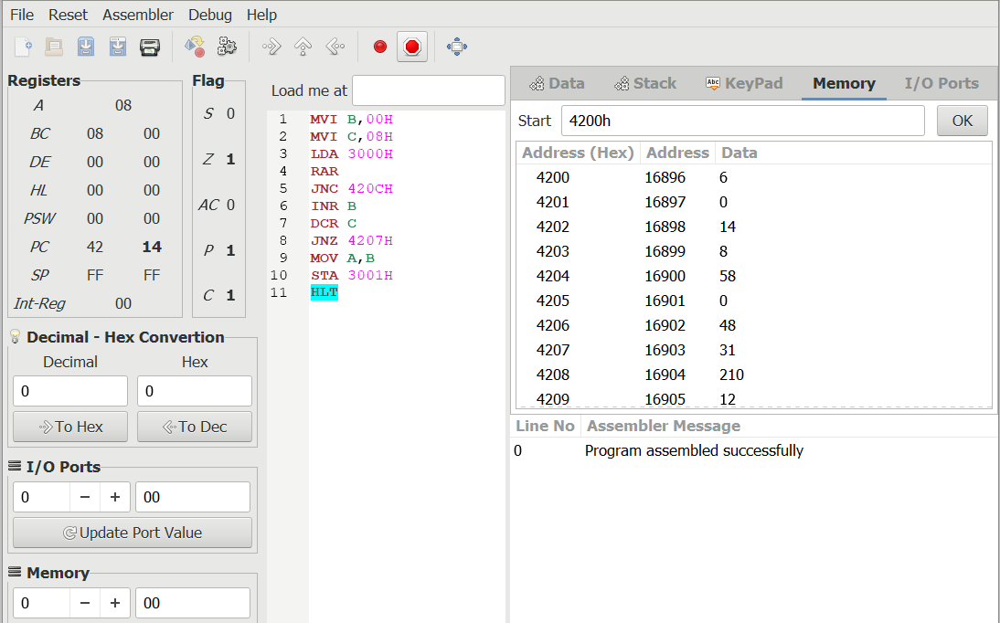 File Reset Assembler Debug Help
Registers
A 08
BC 08 00
DE 00 00
HL 00 00
PSW 00 00
PC 42 14
SP FF FF
Int-Reg 00
Flag
S 0
Z 1
AC 0
P 1
C 1
Decimal - Hex Convertion
Decimal Hex
0 0
To Hex To Dec
I/O Ports
0 − + 00
Update Port Value
Memory
0 − + 00
Load me at
1 MVI B,00H
2 MVI C,08H
3 LDA 3000H
4 RAR
5 JNC 420CH
6 INR B
7 DCR C
8 JNZ 4207H
9 MOV A,B
10 STA 3001H
11 HLT
Data Stack Abc KeyPad Memory I/O Ports
Start 4200h OK
Address (Hex) Address Data
4200 16896 6
4201 16897 0
4202 16898 14
4203 16899 8
4204 16900 58
4205 16901 0
4206 16902 48
4207 16903 31
4208 16904 210
4209 16905 12
Line No Assembler Message
0 Program assembled successfully